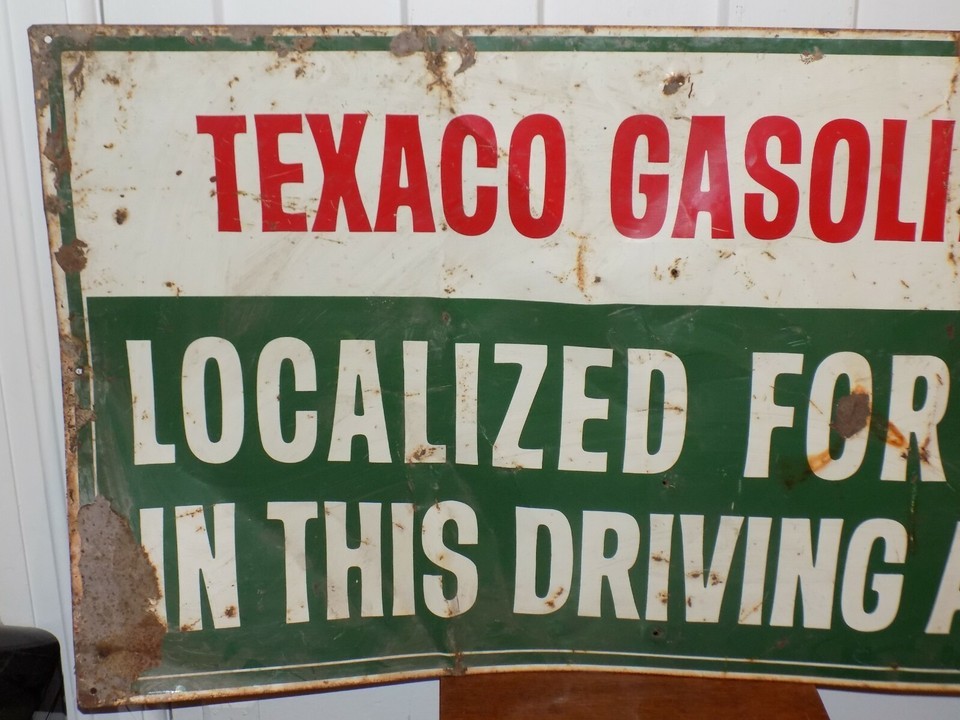 TEXACO GASOLI
LOCALIZED FOR
IN THIS DRIVING A